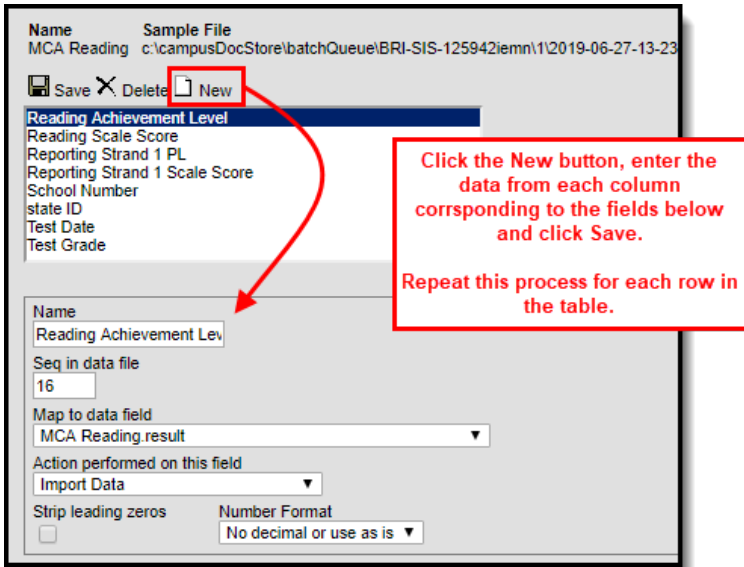 Name Sample File
MCA Reading c:\campusDocStore\batchQueue\BRI-SIS-125942iemn\1\2019-06-27-13-23
Save Delete New
Reading Achievement Level
Reading Scale Score
Reporting Strand 1 PL
Reporting Strand 1 Scale Score
School Number
state ID
Test Date
Test Grade
Click the New button, enter the
data from each column
corrsponding to the fields below
and click Save.
Repeat this process for each row in
the table.
Name
Reading Achievement Lev
Seq in data file
16
Map to data field
MCA Reading.result
Action performed on this field
Import Data
Strip leading zeros Number Format
No decimal or use as is